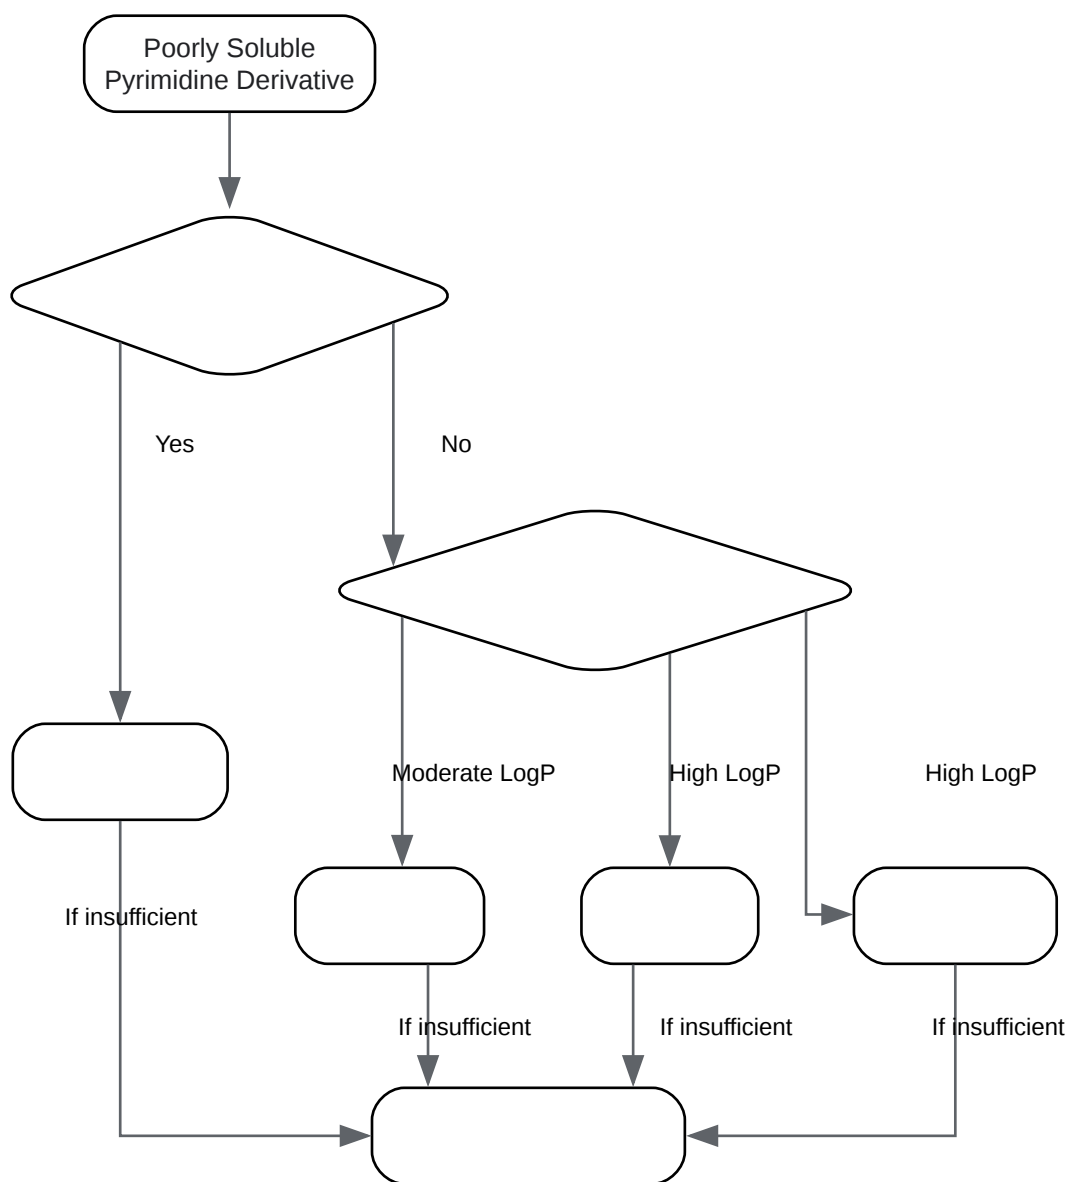 Poorly Soluble
Pyrimidine Derivative
Yes
No
Moderate LogP
High LogP
High LogP
If insufficient
If insufficient
If insufficient
If insufficient